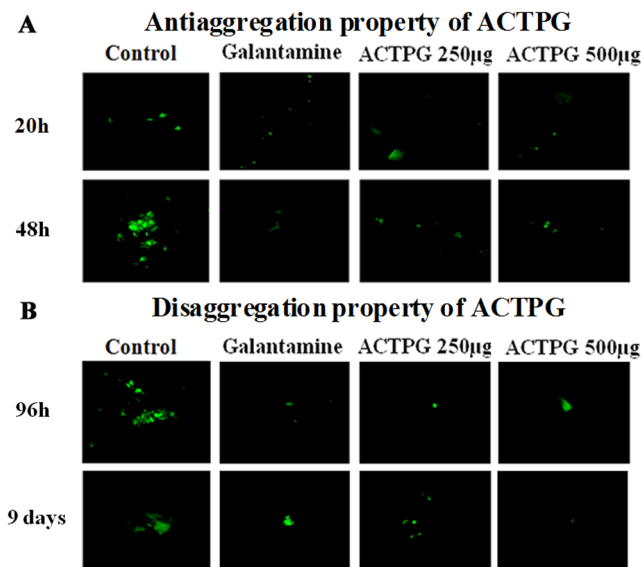 A Antiaggregation property of ACTPG
Control Galantamine ACTPG 250μg ACTPG 500μg
20h
48h
B Disaggregation property of ACTPG
Control Galantamine ACTPG 250μg ACTPG 500μg
96h
9 days